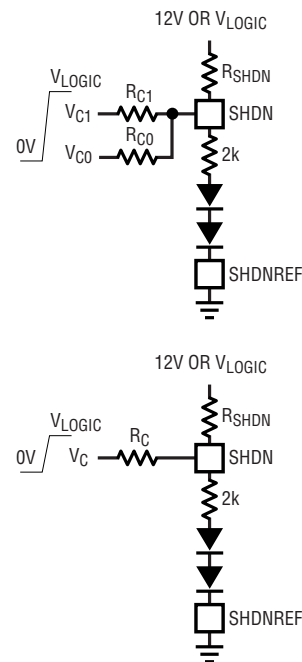 12V OR VLOGIC
RSHDN
VLOGIC
0V
VC1
RC1
SHDN
VC0
RC0
2k
SHDNREF
12V OR VLOGIC
RSHDN
VLOGIC
0V
VC
RC
SHDN
2k
SHDNREF